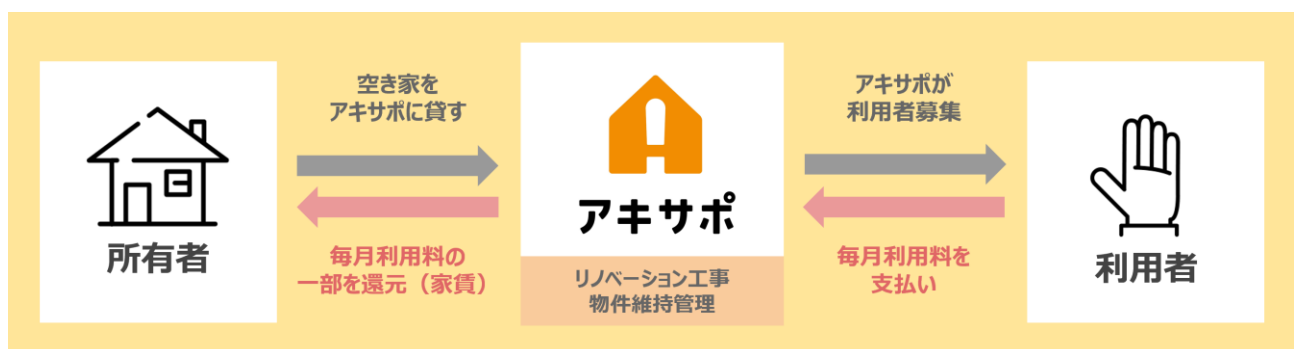 空き家を
アキサポに貸す
アキサポが
利用者募集
所有者
アキサポ
利用者
毎月利用料の
一部を還元（家賃）
リノベーション工事
物件維持管理
毎月利用料を
支払い